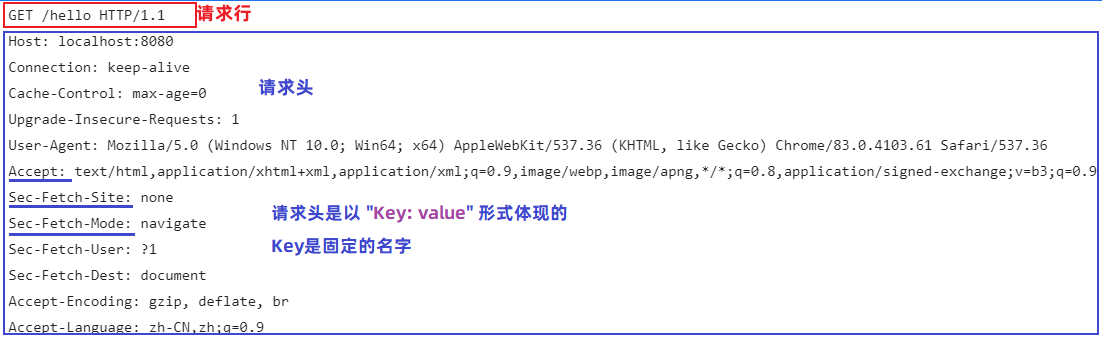 GET /hello HTTP/1.1 请求行
Host: localhost:8080
Connection: keep-alive
Cache-Control: max-age=0
请求头
Upgrade-Insecure-Requests: 1
User-Agent: Mozilla/5.0 (Windows NT 10.0; Win64; x64) AppleWebKit/537.36 (KHTML, like Gecko) Chrome/83.0.4103.61 Safari/537.36
Accept: text/html,application/xhtml+xml,application/xml;q=0.9,image/webp,image/apng,*/*;q=0.8,application/signed-exchange;v=b3;q=0.9
Sec-Fetch-Site: none
请求头是以 "Key: value" 形式体现的
Sec-Fetch-Mode: navigate
Key是固定的名字
Sec-Fetch-User: ?1
Sec-Fetch-Dest: document
Accept-Encoding: gzip, deflate, br
Accept-Language: zh-CN,zh;q=0.9